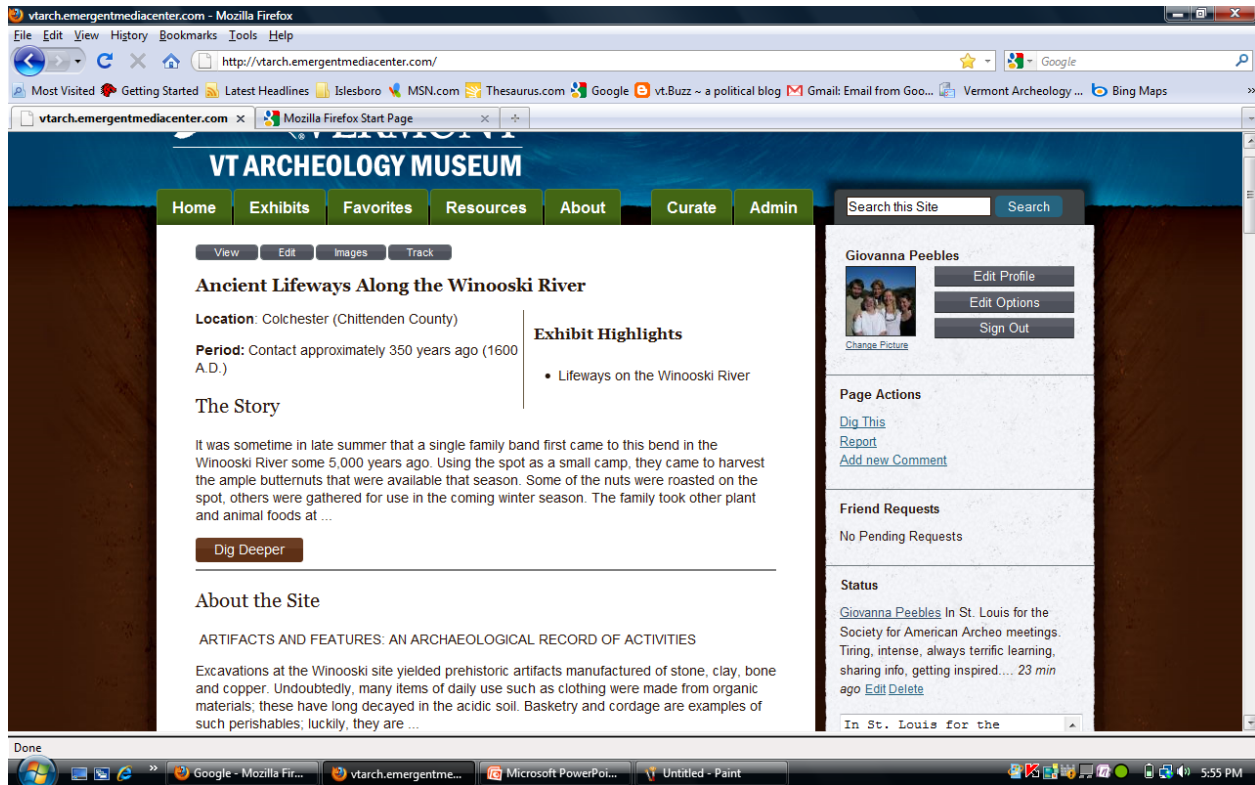 vtarch.emergentmediacenter.com - Mozilla Firefox
File Edit View History Bookmarks Tools Help
http://vtarch.emergentmediacenter.com/
Google
Most Visited Getting Started Latest Headlines Islesboro MSN.com Thesaurus.com Google vt.Buzz ~ a political blog Gmail: Email from Goo... Vermont Archeology ... Bing Maps »
vtarch.emergentmediacenter.com Mozilla Firefox Start Page
VERMONT
VT ARCHEOLOGY MUSEUM
Home Exhibits Favorites Resources About Curate Admin
Search this Site Search
View Edit Images Track
Ancient Lifeways Along the Winooski River
Location: Colchester (Chittenden County)
Period: Contact approximately 350 years ago (1600
A.D.)
Exhibit Highlights
• Lifeways on the Winooski River
The Story
It was sometime in late summer that a single family band first came to this bend in the
Winooski River some 5,000 years ago. Using the spot as a small camp, they came to harvest
the ample butternuts that were available that season. Some of the nuts were roasted on the
spot, others were gathered for use in the coming winter season. The family took other plant
and animal foods at ...
Dig Deeper
About the Site
ARTIFACTS AND FEATURES: AN ARCHAEOLOGICAL RECORD OF ACTIVITIES
Excavations at the Winooski site yielded prehistoric artifacts manufactured of stone, clay, bone
and copper. Undoubtedly, many items of daily use such as clothing were made from organic
materials; these have long decayed in the acidic soil. Basketry and cordage are examples of
such perishables; luckily, they are ...
Giovanna Peebles
Edit Profile
Edit Options
Sign Out
Change Picture
Page Actions
Dig This
Report
Add new Comment
Friend Requests
No Pending Requests
Status
Giovanna Peebles In St. Louis for the
Society for American Archeo meetings.
Tiring, intense, always terrific learning,
sharing info, getting inspired.... 23 min
ago Edit Delete
In St. Louis for the
Done
» Google - Mozilla Fir... vtarch.emergentme... Microsoft PowerPoi... Untitled - Paint 5:55 PM